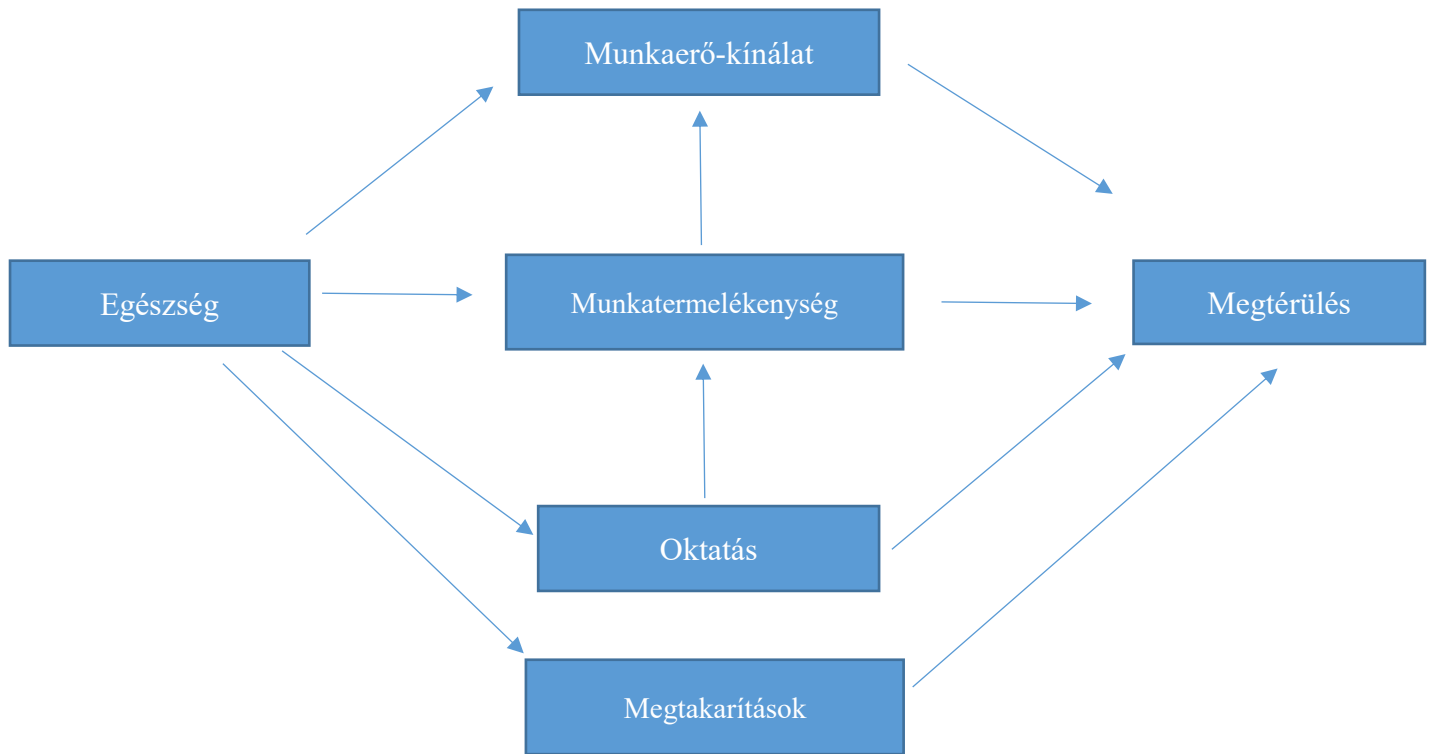 Munkaerő-kínálat
Egészség
Munkatermelékenység
Megtérülés
Oktatás
Megtakarítások